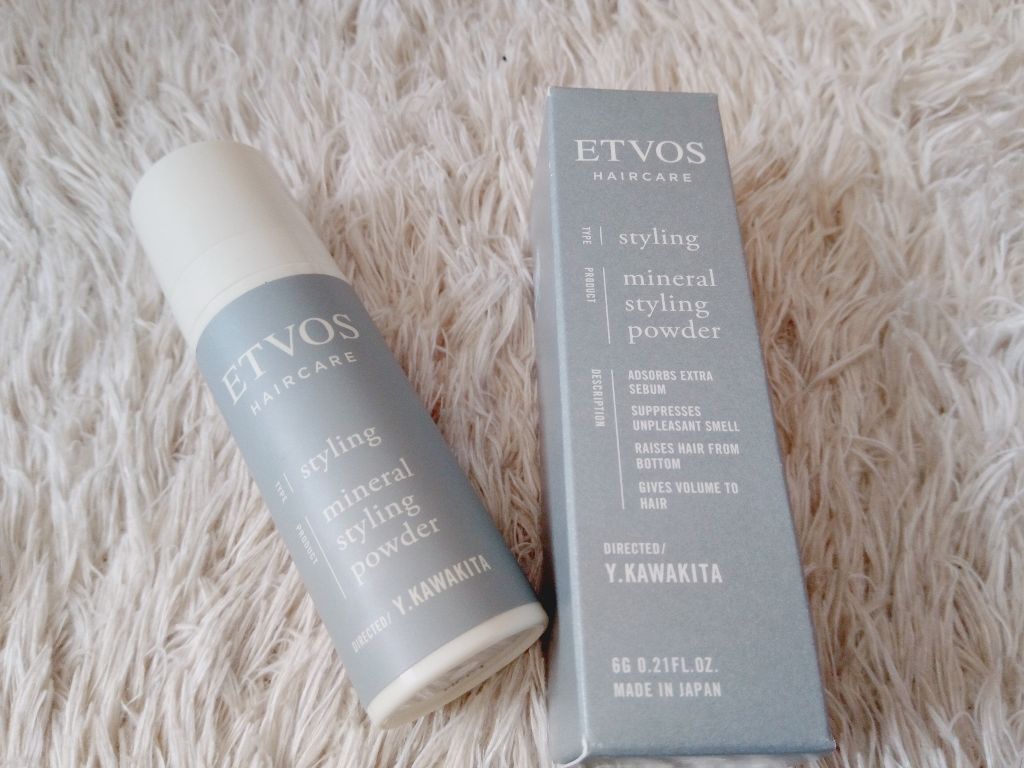 ETVOS
HAIRCARE
TYPE
styling
PRODUCT
mineral
styling
powder
DIRECTED/ Y.KAWAKITA
ETVOS
HAIRCARE
TYPE
styling
PRODUCT
mineral
styling
powder
DESCRIPTION
ADSORBS EXTRA
SEBUM
SUPPRESSES
UNPLEASANT SMELL
RAISES HAIR FROM
BOTTOM
GIVES VOLUME TO
HAIR
DIRECTED/
Y.KAWAKITA
6G 0.21FL.OZ.
MADE IN JAPAN